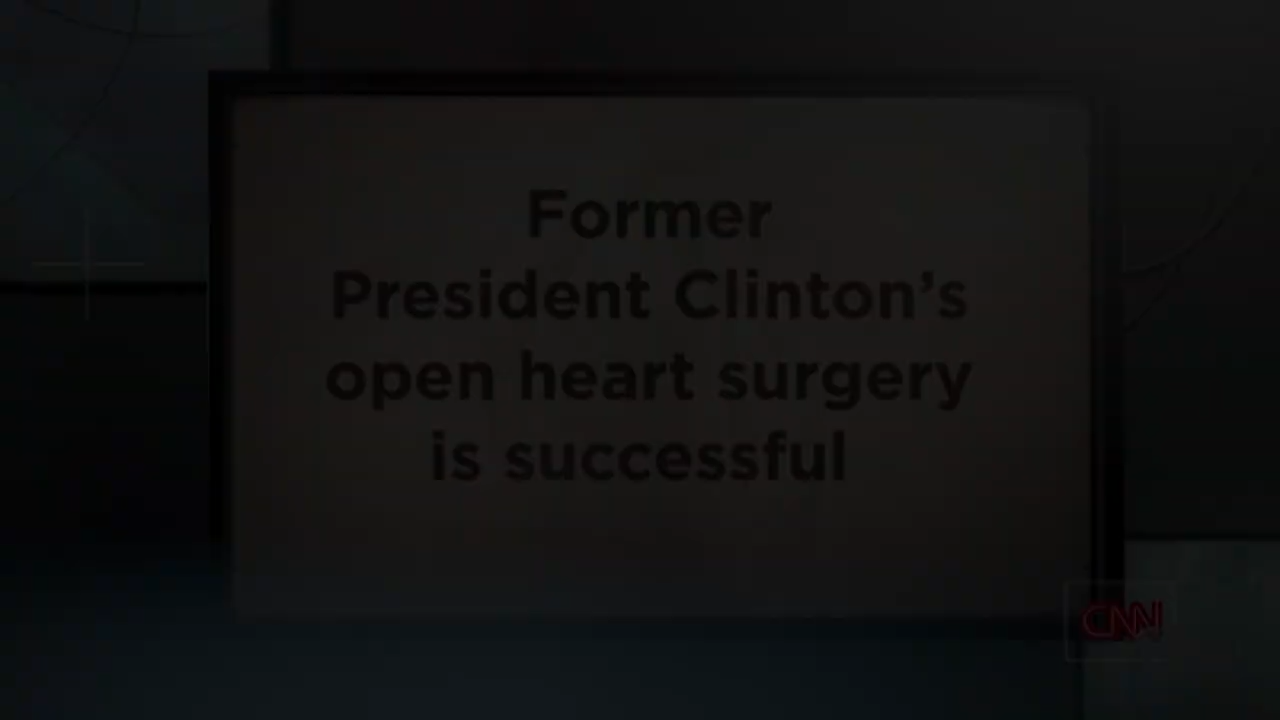 Former
President Clinton’s
open heart surgery
is successful
CNN